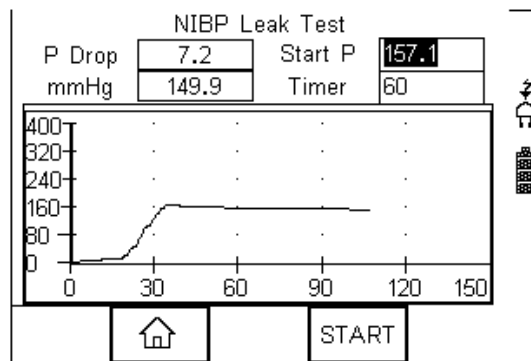 NIBP Leak Test
P Drop 7.2 Start P 157.1
mmHg 149.9 Timer 60
400
320
240
160
80
0
0 30 60 90 120 150
START